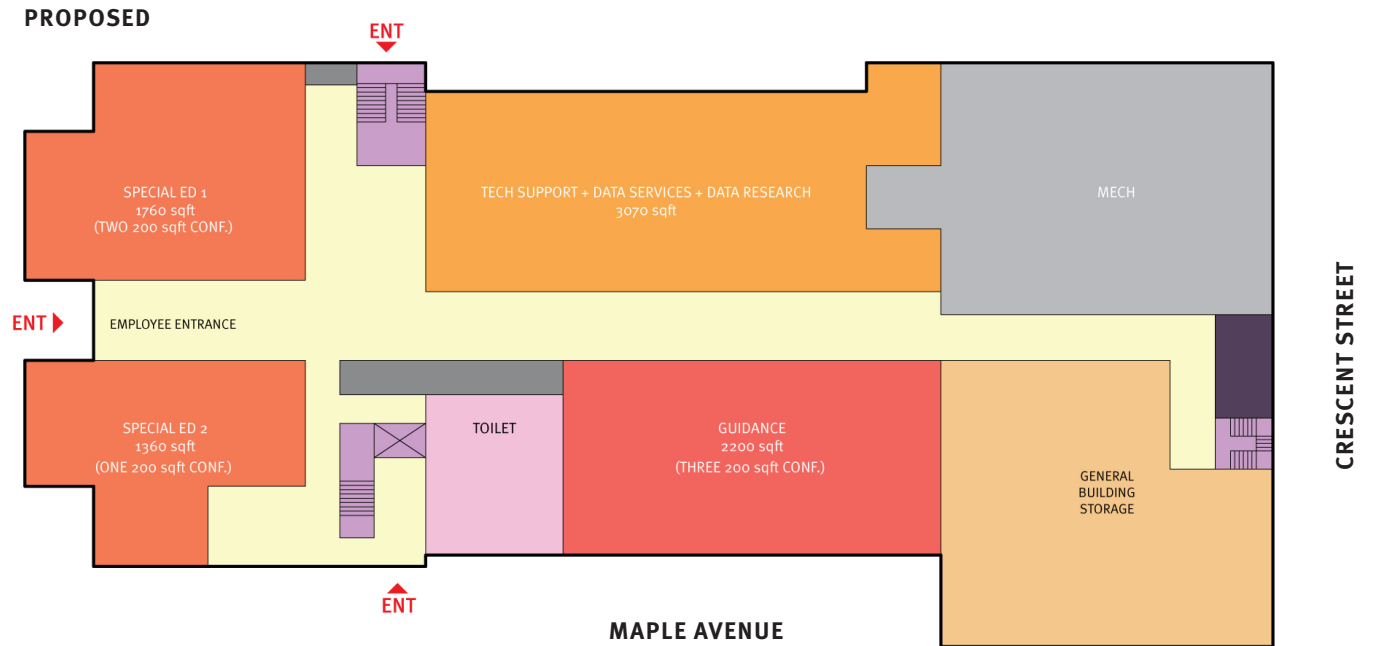 PROPOSED
ENT
SPECIAL ED 1
1760 sqft
(TWO 200 sqft CONF.)
TECH SUPPORT + DATA SERVICES + DATA RESEARCH
3070 sqft
MECH
ENT
EMPLOYEE ENTRANCE
CRESCENT STREET
SPECIAL ED 2
1360 sqft
(ONE 200 sqft CONF.)
TOILET
GUIDANCE
2200 sqft
(THREE 200 sqft CONF.)
GENERAL
BUILDING
STORAGE
ENT
MAPLE AVENUE